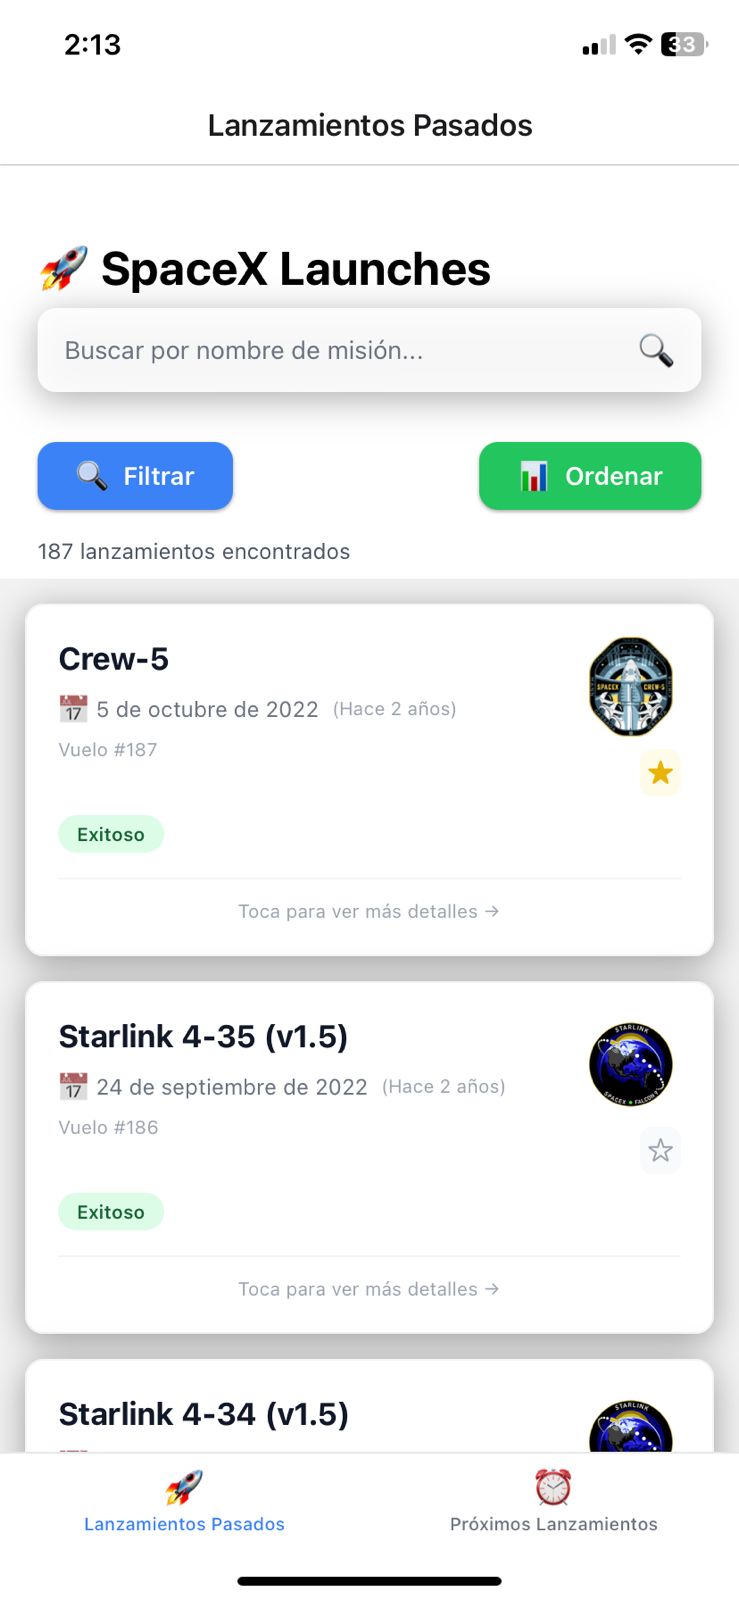 2:13
33
Lanzamientos Pasados
🚀 SpaceX Launches
Buscar por nombre de misión... 🔍
🔍 Filtrar
📊 Ordenar
187 lanzamientos encontrados
Crew-5
SPACEX CREW-5
17 5 de octubre de 2022 (Hace 2 años)
Vuelo #187
Exitoso
Toca para ver más detalles →
Starlink 4-35 (v1.5)
STARLINK
17 24 de septiembre de 2022 (Hace 2 años)
SPACEX FALCON 9
Vuelo #186
Exitoso
Toca para ver más detalles →
Starlink 4-34 (v1.5)
STARLINK
Lanzamientos Pasados
Próximos Lanzamientos